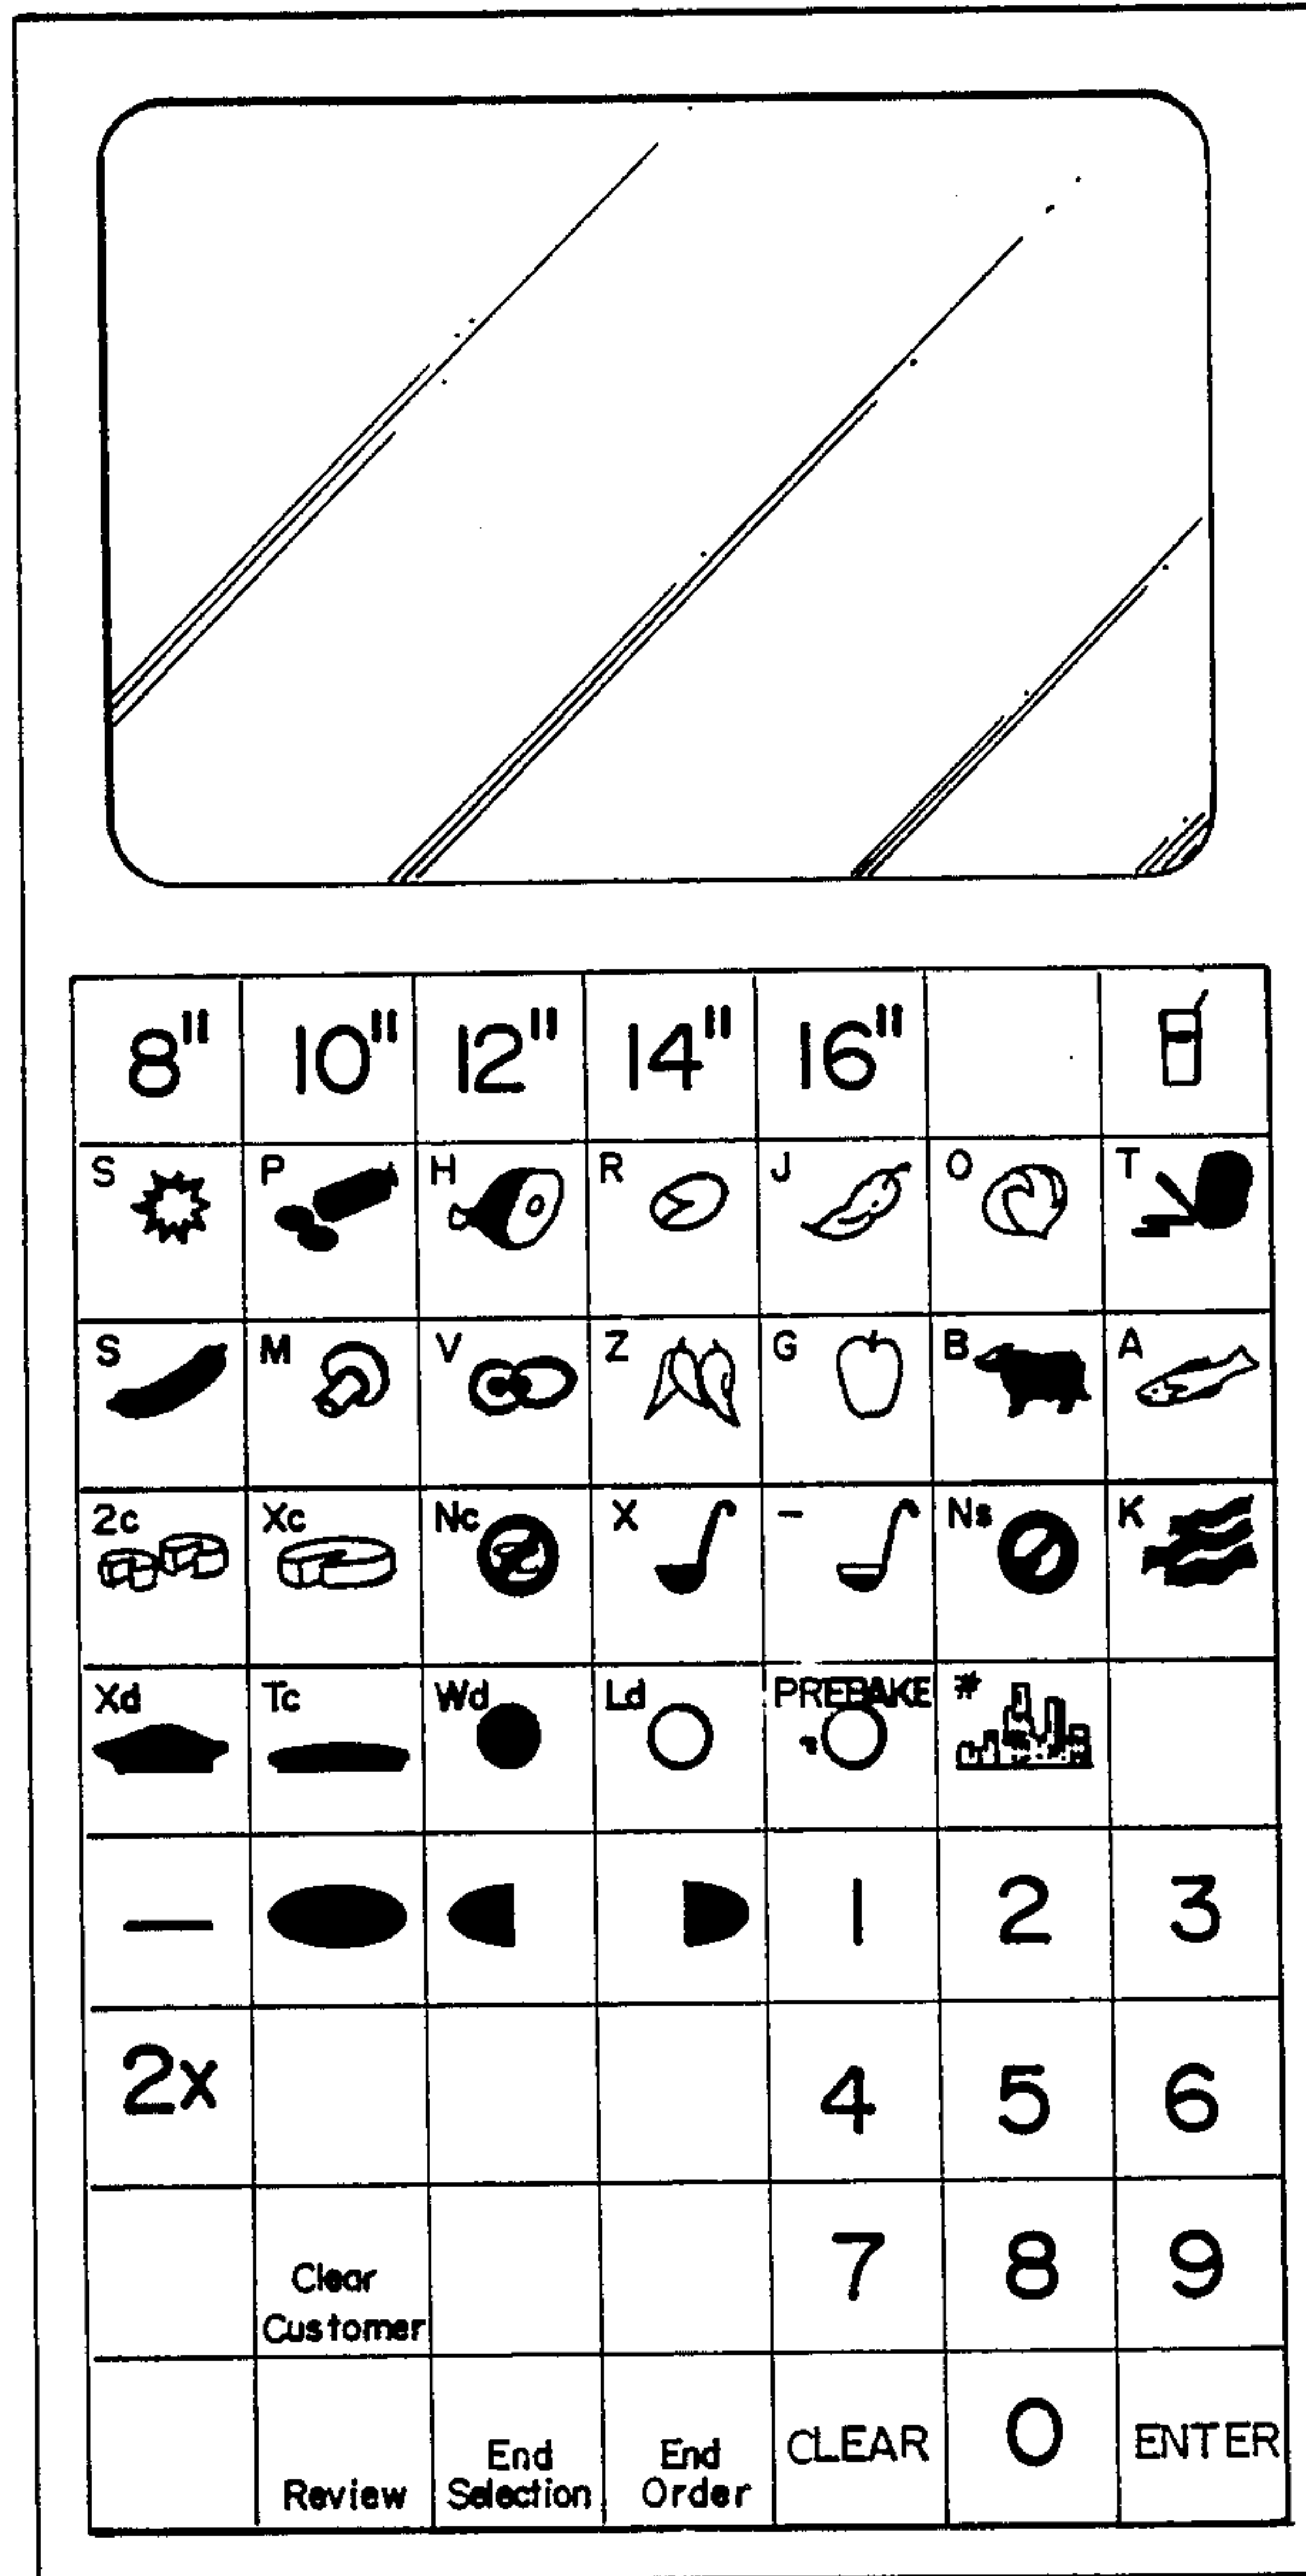 8" 10" 12" 14" 16"
S P H R J O T
S M V Z G B A
2c Xc Nc X - Ns K
Xd Tc Wd Ld PREBAKE #
1 2 3
2x 4 5 6
7 8 9
Clear
Customer
CLEAR 0 ENTER
End End
Review Selection Order